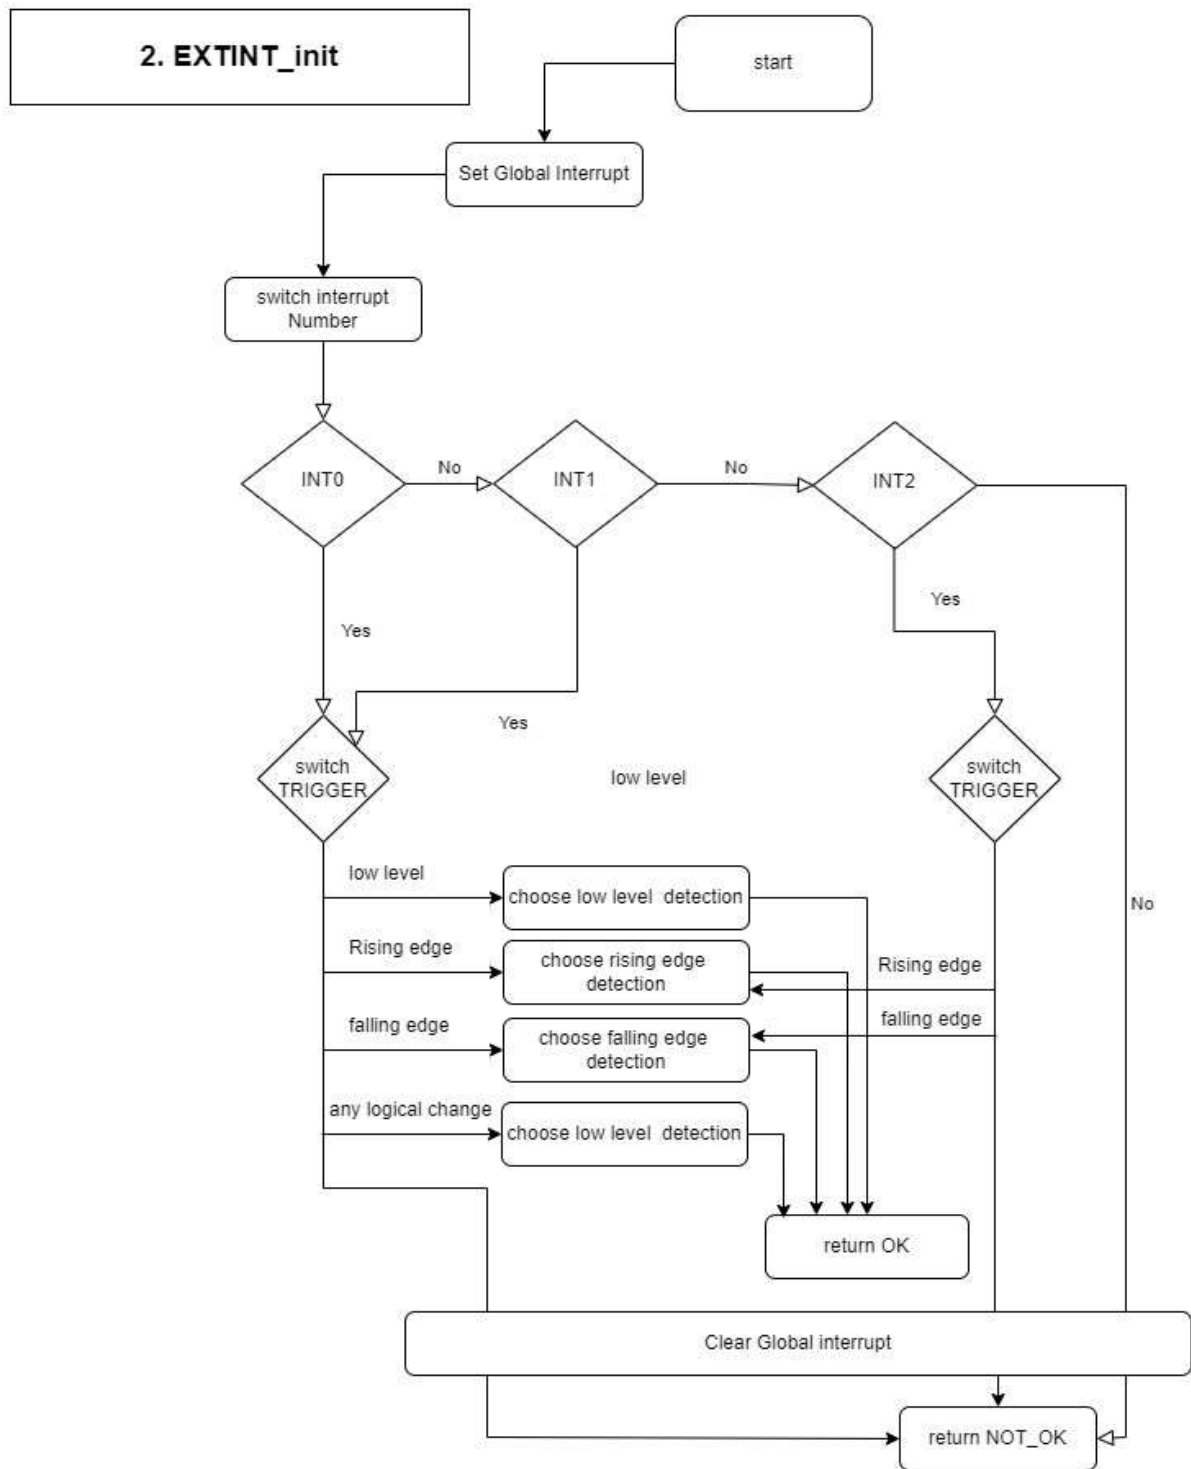 2. EXTINT_init
start
Set Global Interrupt
switch interrupt
Number
INT0
No
INT1
No
INT2
Yes
Yes
Yes
switch
TRIGGER
low level
switch
TRIGGER
low level
choose low level  detection
No
Rising edge
choose rising edge
detection
Rising edge
falling edge
choose falling edge
detection
falling edge
any logical change
choose low level  detection
return OK
Clear Global interrupt
return NOT_OK